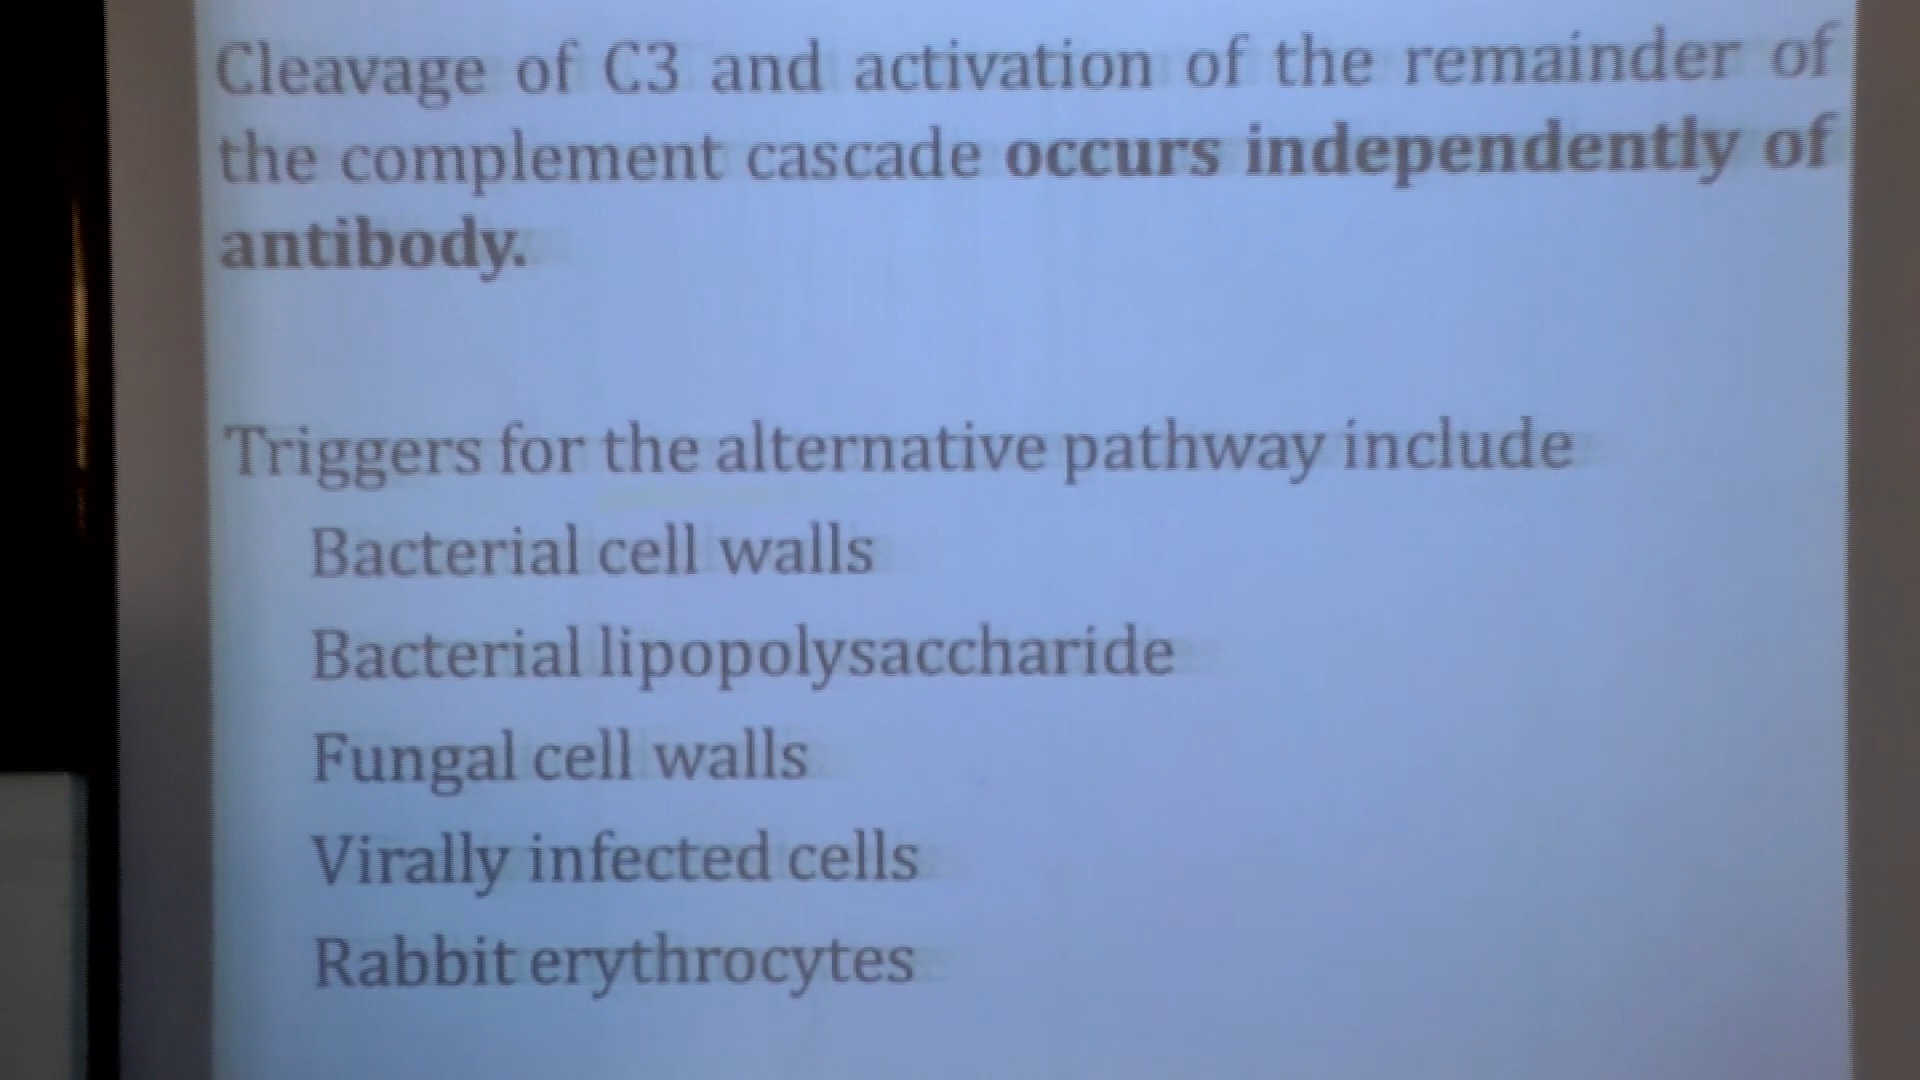 Cleavage of C3 and activation of the remainder of
the complement cascade occurs independently of
antibody.
Triggers for the alternative pathway include
Bacterial cell walls
Bacterial lipopolysaccharide
Fungal cell walls
Virally infected cells
Rabbit erythrocytes